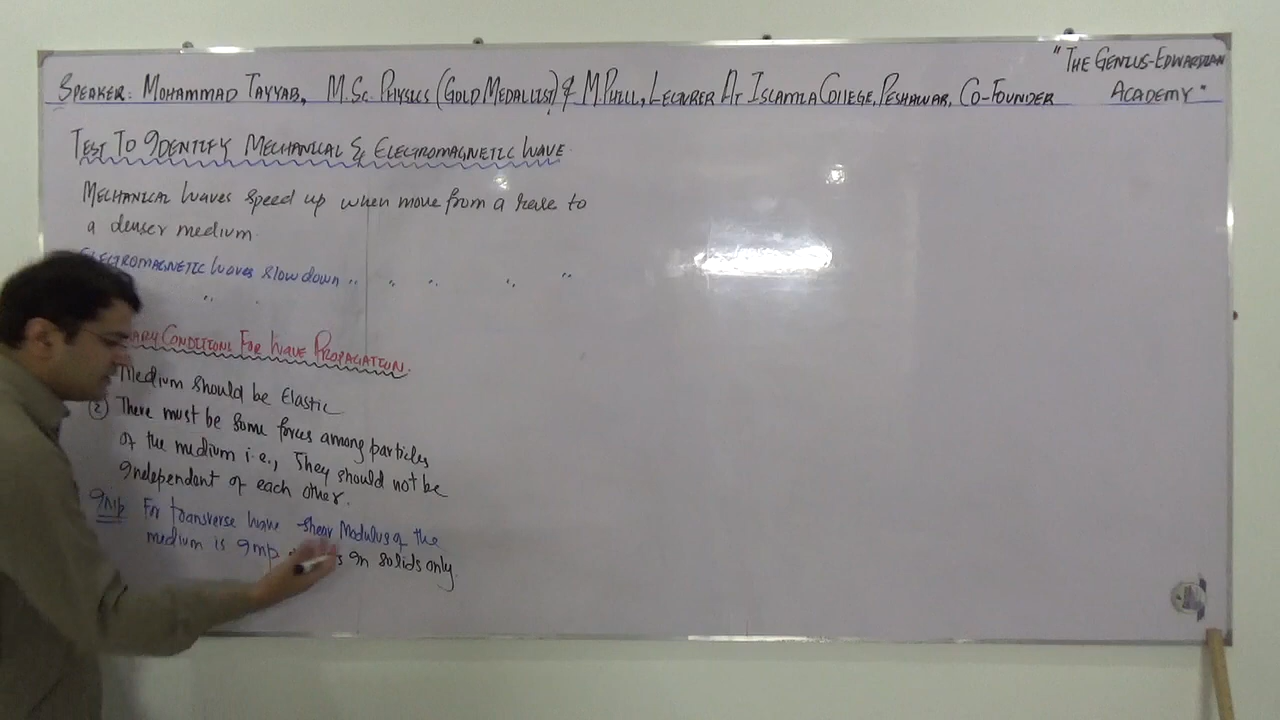 SPEAKER: MOHAMMAD TAYYAB, M.Sc. PHYSICS (GOLD MEDALLIST) & M.PHIL, LECTURER AT ISLAMIA COLLEGE, PESHAWAR, CO-FOUNDER
"THE GENIUS-EDWARDIAN
ACADEMY"
TEST TO IDENTIFY MECHANICAL & ELECTROMAGNETIC WAVE
MECHANICAL Waves speed up when move from a rare to
a denser medium.
ELECTROMAGNETIC Waves slow down " " " " "
" "
CONDITIONS FOR WAVE PROPAGATION.
Medium should be Elastic
(2) There must be some forces among particles
of the medium i.e., They should not be
Independent of each other.
Imp For transverse wave shear Modulus of the
medium is Imp. In solids only.